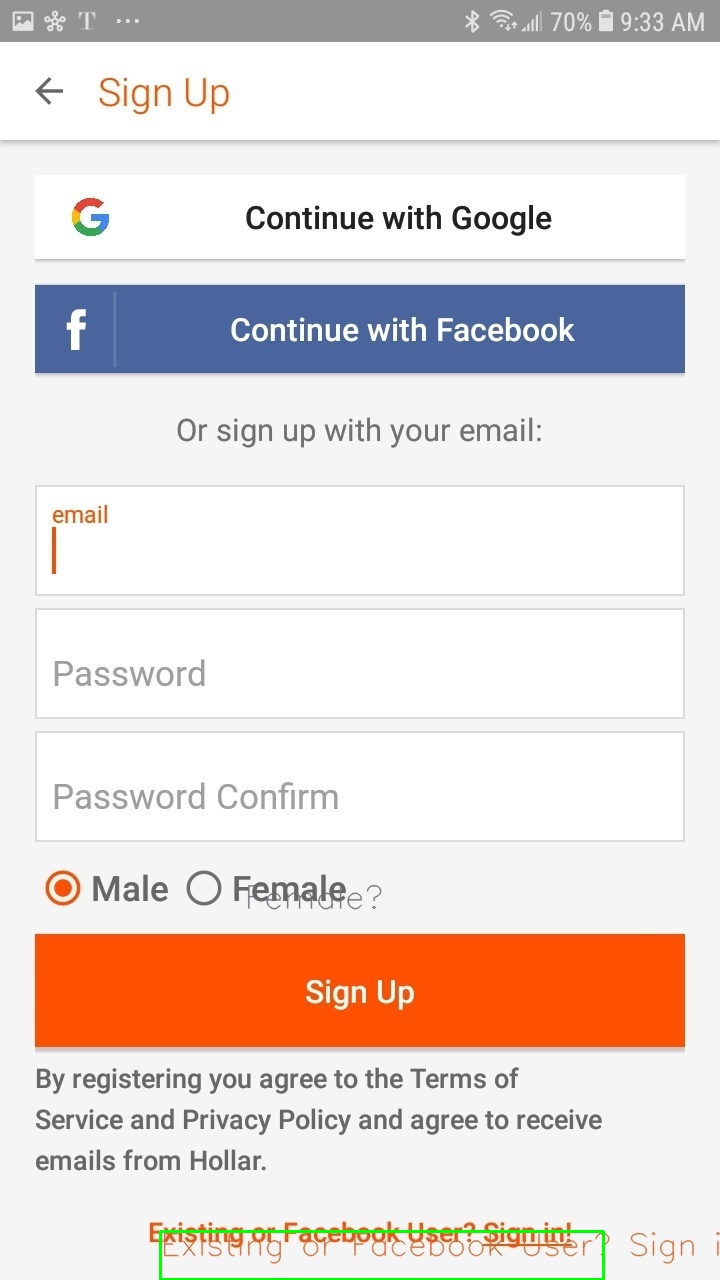 T ... 70% 9:33 AM
Sign Up
Continue with Google
f Continue with Facebook
Or sign up with your email:
email
Password
Password Confirm
Male Female
Female?
Sign Up
By registering you agree to the Terms of
Service and Privacy Policy and agree to receive
emails from Hollar.
Existing or Facebook User? Sign in!
Existing or Facebook User? Sign i